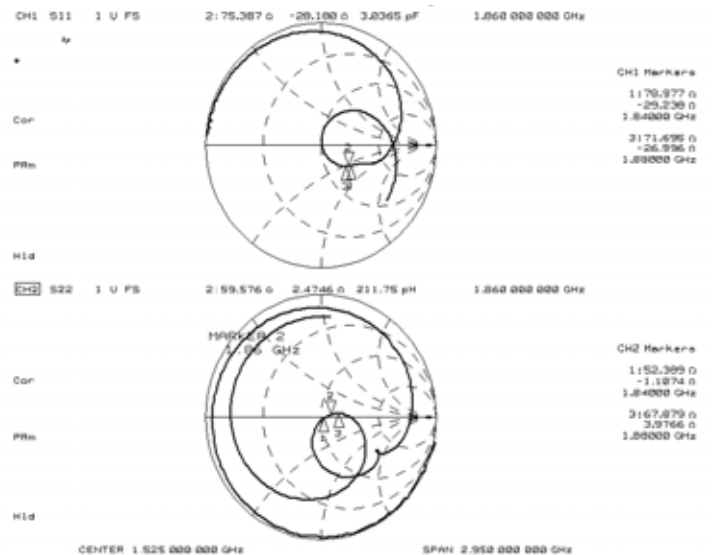 CH1 S11 1 U FS 2:75.387 Ω -28.180 Ω 3.0365 pF 1.860 000 000 GHz
CH1 Markers
1:78.977 Ω
-29.238 Ω
1.84000 GHz
3:71.695 Ω
-26.996 Ω
1.88000 GHz
Cor
PRm
Hld
CH2 S22 1 U FS 2:59.576 Ω 2.4746 Ω 211.75 pH 1.860 000 000 GHz
MARKER 2
1.86 GHz
CH2 Markers
1:52.399 Ω
-1.1074 Ω
1.84000 GHz
3:67.879 Ω
3.9766 Ω
1.88000 GHz
Cor
PRm
Hld
CENTER 1.525 000 000 GHz SPAN 2.950 000 000 GHz